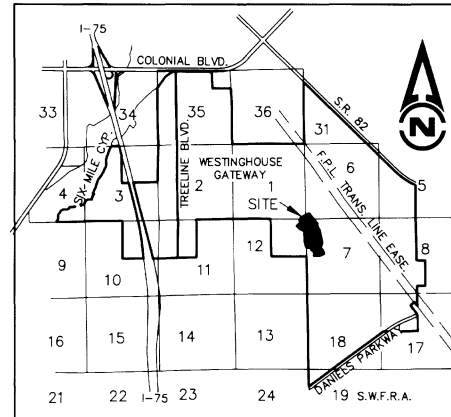 I-75
COLONIAL BLVD.
33
34
35
36
31
S.R. 82
SIX-MILE CYP.
TREELINE BLVD.
N
WESTINGHOUSE
GATEWAY
F.P.L. TRANS. LINE EASE.
4
3
2
1
6
5
SITE
9
10
11
12
7
8
16
15
14
13
18
17
DANIELS PARKWAY
21
22
I-75
23
24
19
S.W.F.R.A.